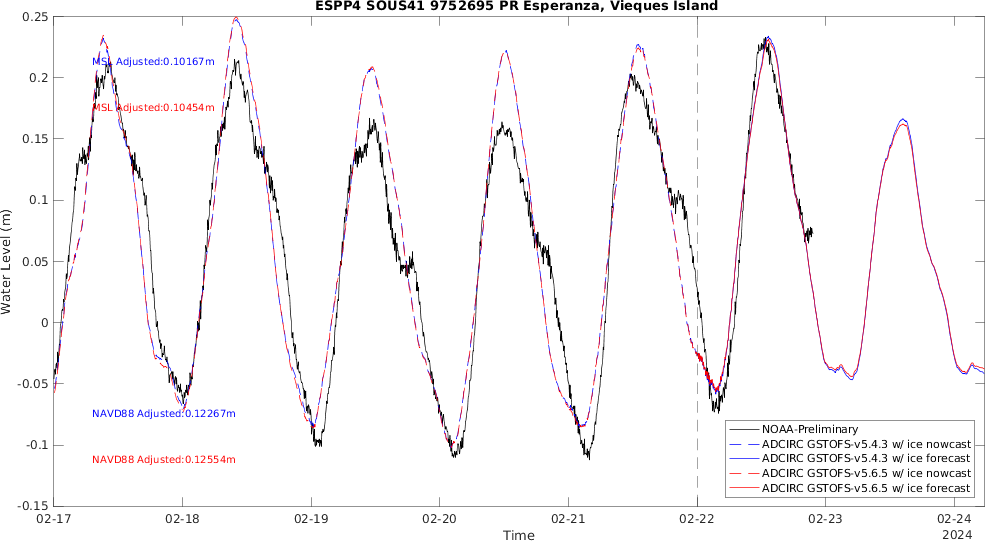 ESPP4 SOUS41 9752695 PR Esperanza, Vieques Island
0.25
0.2
0.15
0.1
0.05
0
-0.05
-0.1
-0.15
Water Level (m)
MSL Adjusted:0.10167m
MSL Adjusted:0.10454m
NAVD88 Adjusted:0.12267m
NAVD88 Adjusted:0.12554m
NOAA-Preliminary
ADCIRC GSTOFS-v5.4.3 w/ ice nowcast
ADCIRC GSTOFS-v5.4.3 w/ ice forecast
ADCIRC GSTOFS-v5.6.5 w/ ice nowcast
ADCIRC GSTOFS-v5.6.5 w/ ice forecast
02-17 02-18 02-19 02-20 02-21 02-22 02-23 02-24
Time
2024